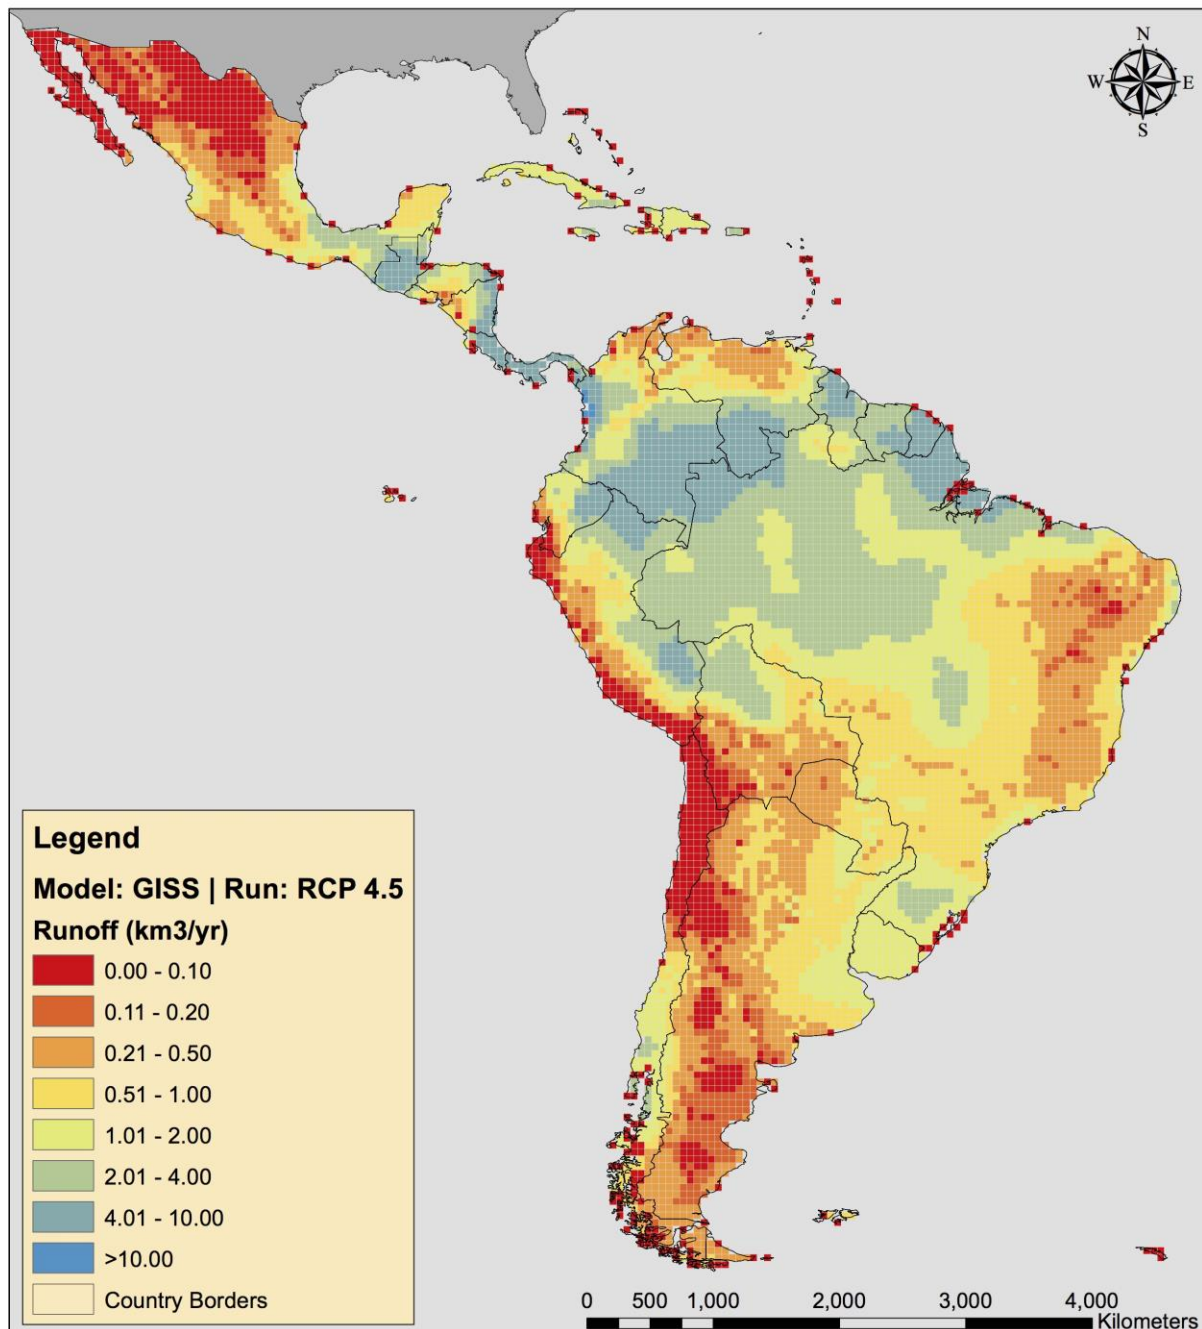 N
W E
S
Legend
Model: GISS | Run: RCP 4.5
Runoff (km3/yr)
0.00 - 0.10
0.11 - 0.20
0.21 - 0.50
0.51 - 1.00
1.01 - 2.00
2.01 - 4.00
4.01 - 10.00
>10.00
Country Borders
0 500 1,000 2,000 3,000 4,000
Kilometers